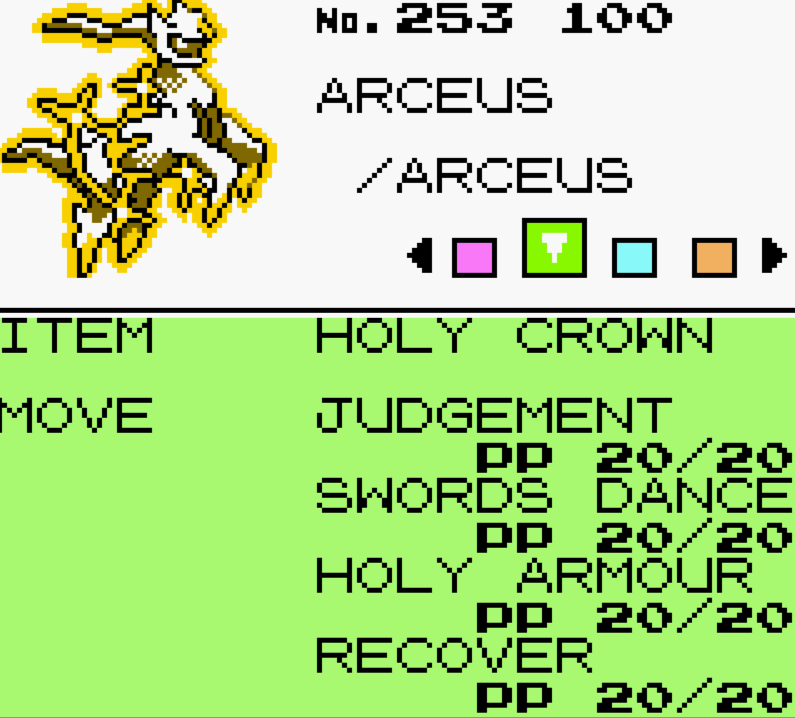 No. 253 100
ARCEUS
/ARCEUS
ITEM HOLY CROWN
MOVE JUDGEMENT
PP 20/20
SWORDS DANCE
PP 20/20
HOLY ARMOUR
PP 20/20
RECOVER
PP 20/20